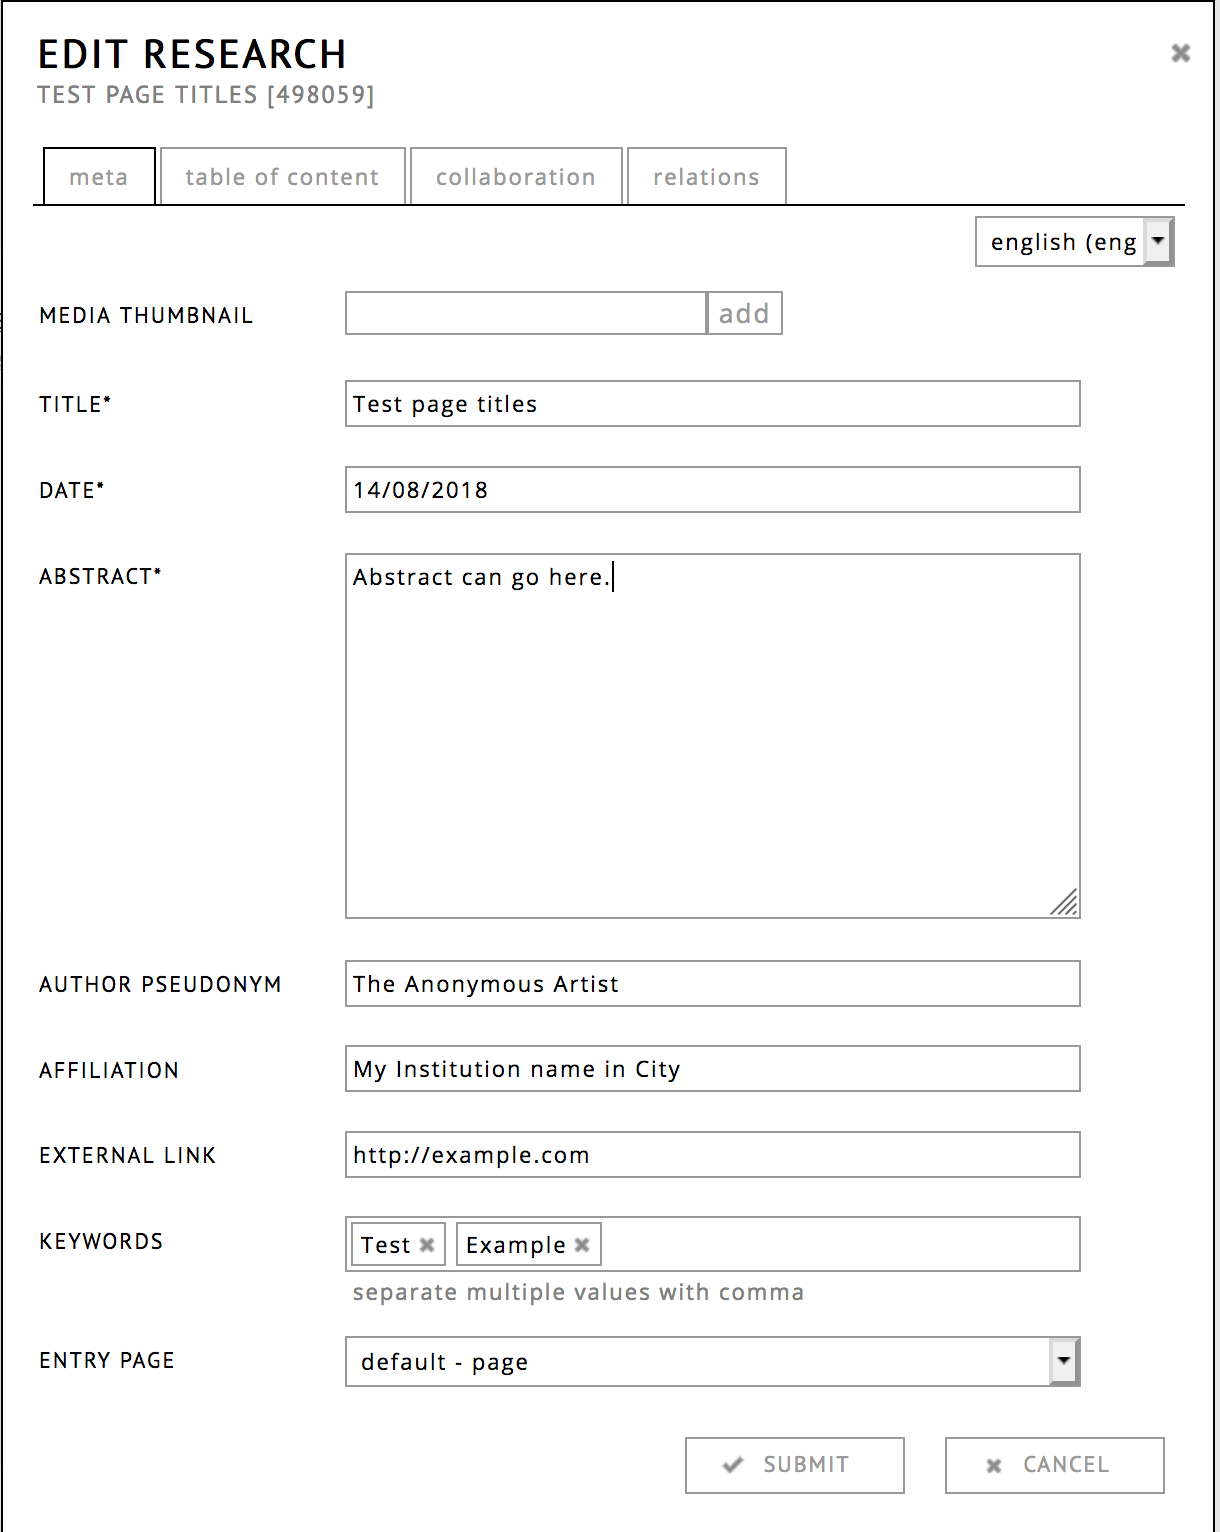 EDIT RESEARCH
TEST PAGE TITLES [498059]
meta table of content collaboration relations
english (eng
MEDIA THUMBNAIL add
TITLE* Test page titles
DATE* 14/08/2018
ABSTRACT* Abstract can go here.
AUTHOR PSEUDONYM The Anonymous Artist
AFFILIATION My Institution name in City
EXTERNAL LINK http://example.com
KEYWORDS Test Example
separate multiple values with comma
ENTRY PAGE default - page
SUBMIT CANCEL